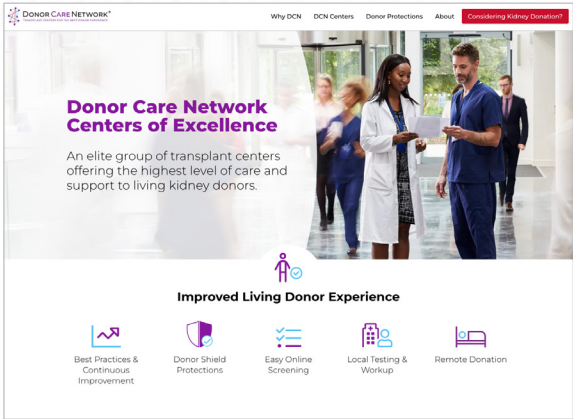 DONOR CARE NETWORK®
Why DCN
DCN Centers
Donor Protections
About
Considering Kidney Donation?
Donor Care Network
Centers of Excellence
An elite group of transplant centers
offering the highest level of care and
support to living kidney donors.
Improved Living Donor Experience
Best Practices &
Continuous
Improvement
Donor Shield
Protections
Easy Online
Screening
Local Testing &
Workup
Remote Donation